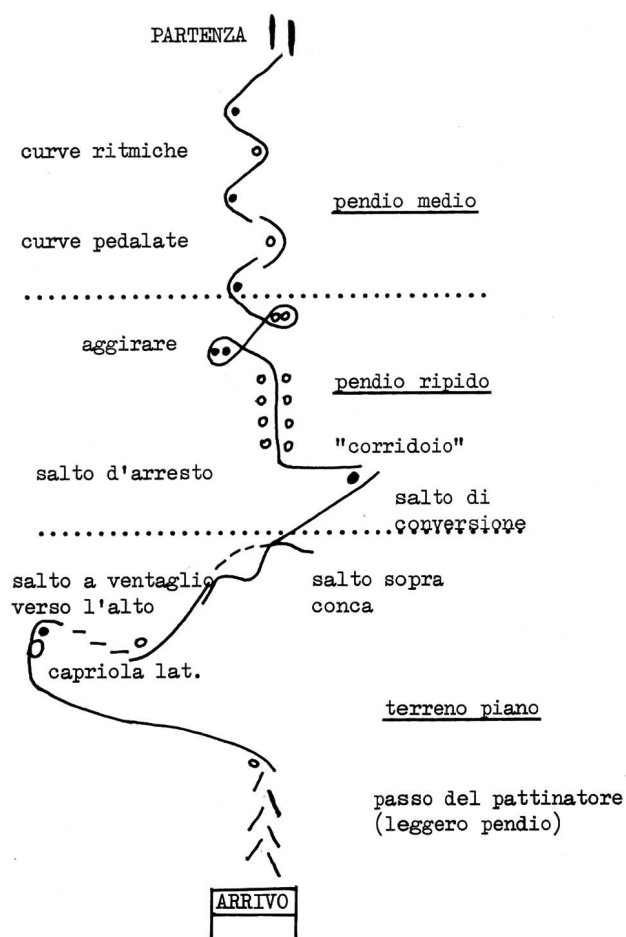 PARTENZA
curve ritmiche
pendio medio
curve pedalate
aggirare
pendio ripido
"corridoio"
salto d'arresto
salto di
conversione
salto a ventaglio
verso l'alto
salto sopra
conca
capriola lat.
terreno piano
passo del pattinatore
(leggero pendio)
ARRIVO